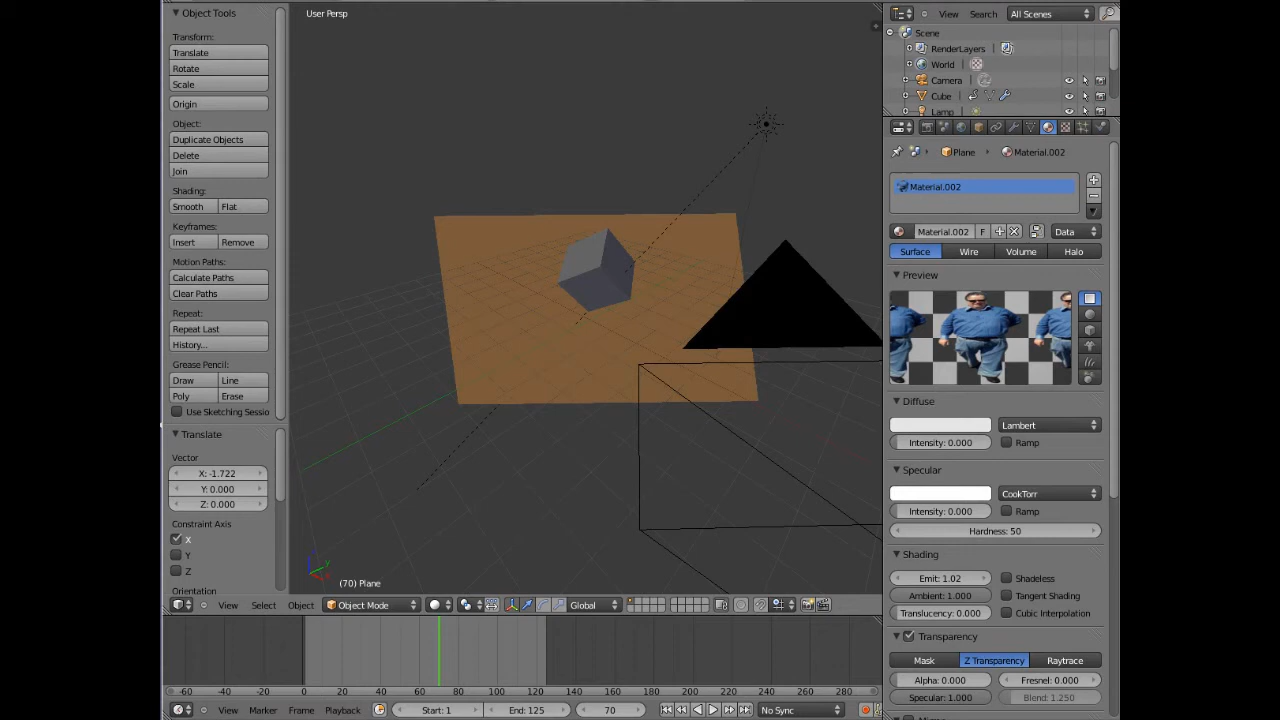 Object Tools
Transform:
Translate
Rotate
Scale
Origin
Object:
Duplicate Objects
Delete
Join
Shading:
Smooth Flat
Keyframes:
Insert Remove
Motion Paths:
Calculate Paths
Clear Paths
Repeat:
Repeat Last
History...
Grease Pencil:
Draw Line
Poly Erase
Use Sketching Sessio
Translate
Vector
X: -1.722
Y: 0.000
Z: 0.000
Constraint Axis
X
Y
Z
Orientation
User Persp
(70) Plane
View Select Object Object Mode Global
-60 -40 -20 0 20 40 60 80 100 120 140 160 180 200 220 240 260 280
View Marker Frame Playback Start: 1 End: 125 70 No Sync
View Search All Scenes
Scene
RenderLayers
World
Camera
Cube
Lamp
Plane Material.002
Material.002
Material.002 F Data
Surface Wire Volume Halo
Preview
Diffuse
Lambert
Intensity: 0.000 Ramp
Specular
CookTorr
Intensity: 0.000 Ramp
Hardness: 50
Shading
Emit: 1.02 Shadeless
Ambient: 1.000 Tangent Shading
Translucency: 0.000 Cubic Interpolation
Transparency
Mask Z Transparency Raytrace
Alpha: 0.000 Fresnel: 0.000
Specular: 1.000 Blend: 1.250